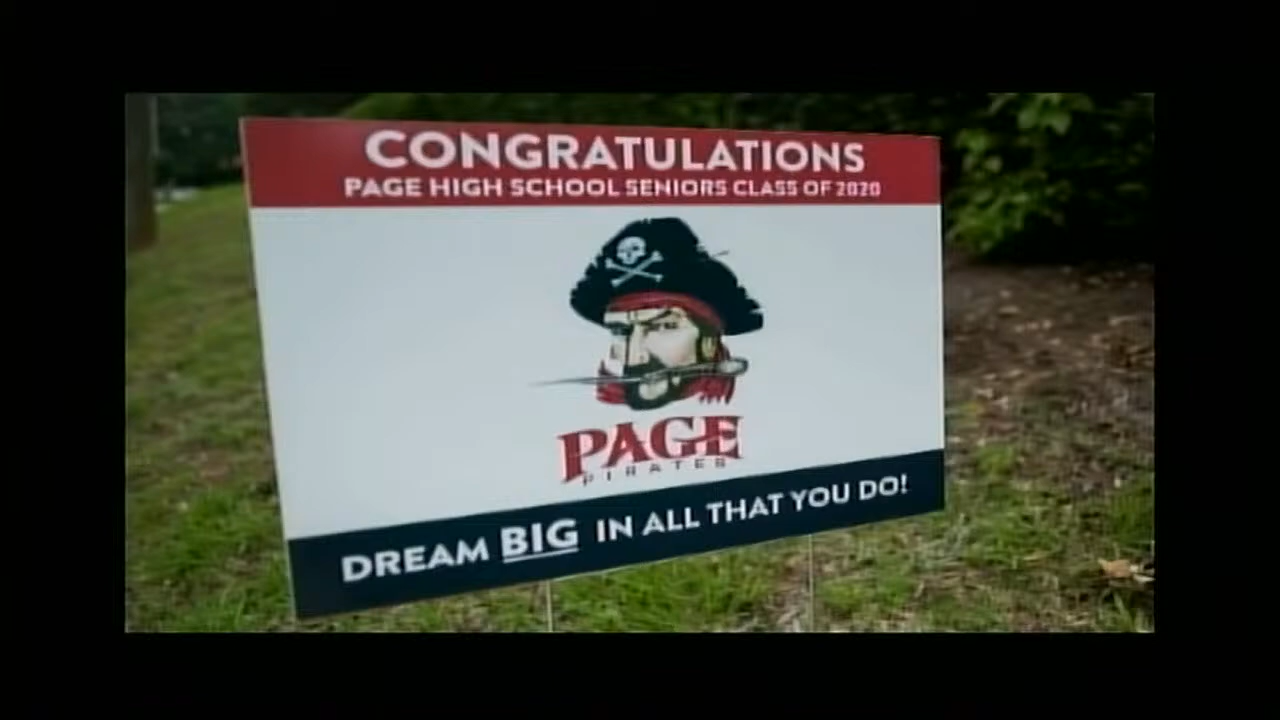 CONGRATULATIONS
PAGE HIGH SCHOOL SENIORS CLASS OF 2020
PAGE
PIRATES
DREAM BIG IN ALL THAT YOU DO!